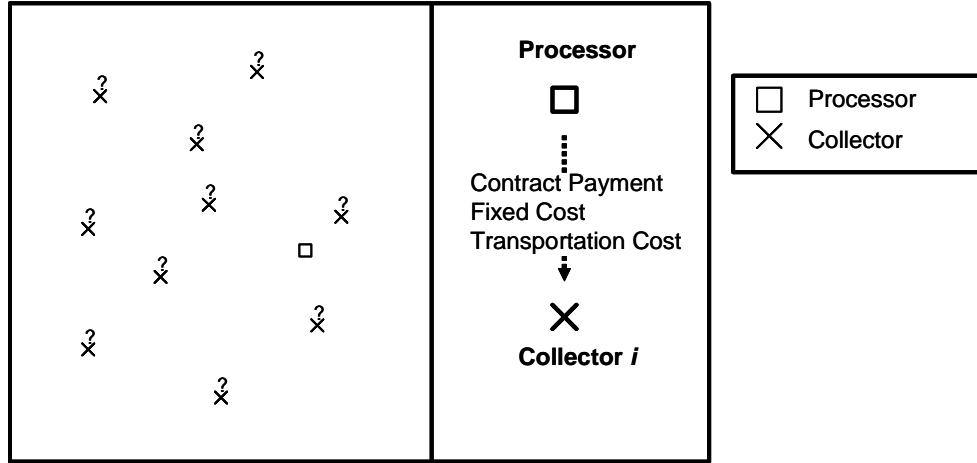 ?
?
?
?
?
?
?
?
?
?
Processor
Contract Payment
Fixed Cost
Transportation Cost
Collector i
Processor
Collector